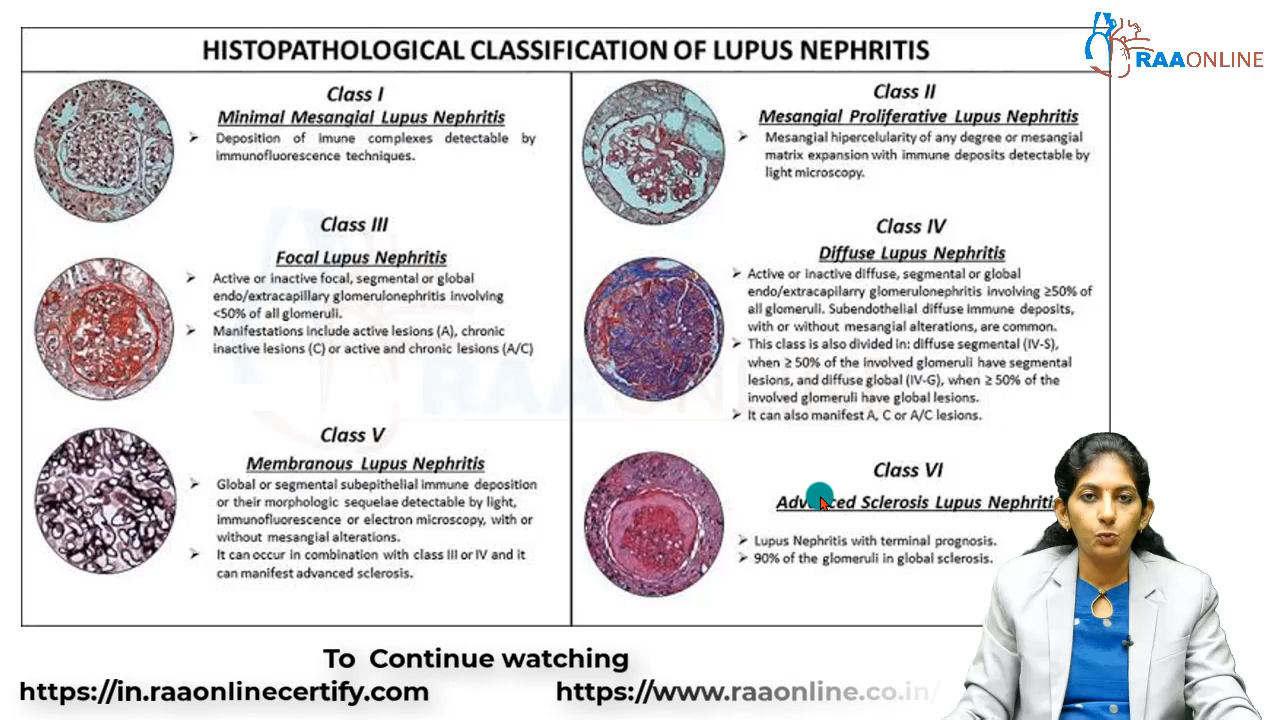 HISTOPATHOLOGICAL CLASSIFICATION OF LUPUS NEPHRITIS
RAAONLINE
Class I
Minimal Mesangial Lupus Nephritis
➢ Deposition of imune complexes detectable by
immunofluorescence techniques.
Class II
Mesangial Proliferative Lupus Nephritis
➢ Mesangial hipercelularity of any degree or mesangial
matrix expansion with immune deposits detectable by
light microscopy.
Class III
Focal Lupus Nephritis
➢ Active or inactive focal, segmental or global
endo/extracapillary glomerulonephritis involving
<50% of all glomeruli.
➢ Manifestations include active lesions (A), chronic
inactive lesions (C) or active and chronic lesions (A/C)
Class IV
Diffuse Lupus Nephritis
➢ Active or inactive diffuse, segmental or global
endo/extracapilarry glomerulonephritis involving ≥50% of
all glomeruli. Subendothelial diffuse immune deposits,
with or without mesangial alterations, are common.
➢ This class is also divided in: diffuse segmental (IV-S),
when ≥ 50% of the involved glomeruli have segmental
lesions, and diffuse global (IV-G), when ≥ 50% of the
involved glomeruli have global lesions.
➢ It can also manifest A, C or A/C lesions.
Class V
Membranous Lupus Nephritis
➢ Global or segmental subepithelial immune deposition
or their morphologic sequelae detectable by light,
immunofluorescence or electron microscopy, with or
without mesangial alterations.
➢ It can occur in combination with class III or IV and it
can manifest advanced sclerosis.
Class VI
Advanced Sclerosis Lupus Nephriti
➢ Lupus Nephritis with terminal prognosis.
➢ 90% of the glomeruli in global sclerosis.
RAAONLINE
To Continue watching
https://in.raaonlinecertify.com
https://www.raaonline.co.in/